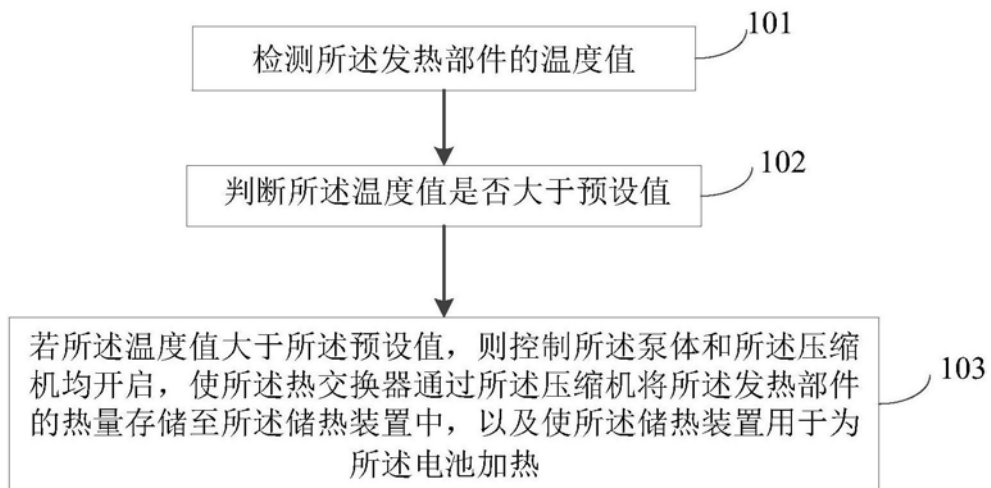 101
检测所述发热部件的温度值
102
判断所述温度值是否大于预设值
若所述温度值大于所述预设值，则控制所述泵体和所述压缩
机均开启，使所述热交换器通过所述压缩机将所述发热部件
的热量存储至所述储热装置中，以及使所述储热装置用于为
所述电池加热
103